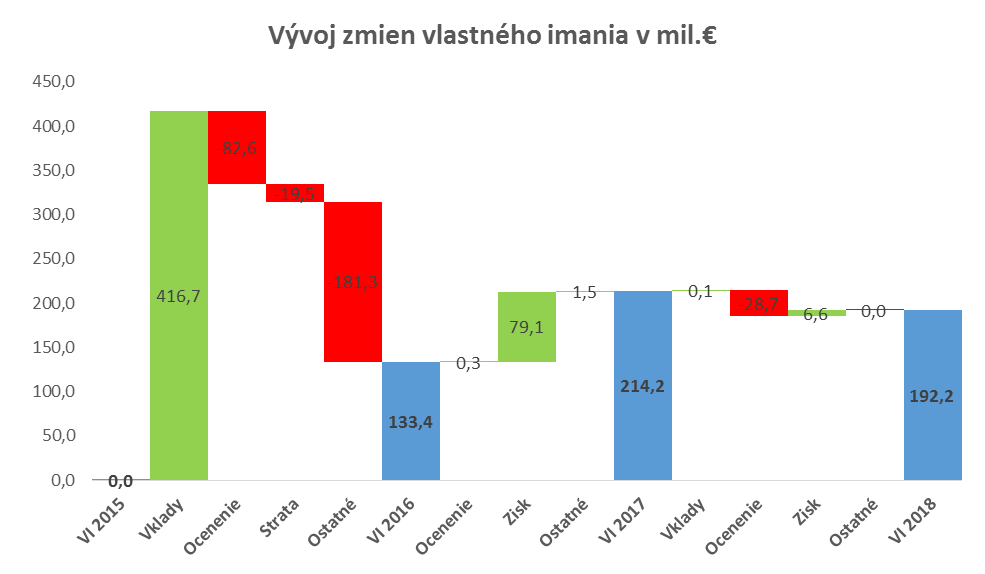 Vývoj zmien vlastného imania v mil.€
450,0
400,0
350,0
300,0
250,0
200,0
150,0
100,0
50,0
0,0
0,0
416,7
82,6
-19,5
-181,3
133,4
0,3
79,1
1,5
214,2
0,1
-28,7
6,6
0,0
192,2
VI 2015
Vklady
Ocenenie
Strata
Ostatné
VI 2016
Ocenenie
Zisk
Ostatné
VI 2017
Vklady
Ocenenie
Zisk
Ostatné
VI 2018